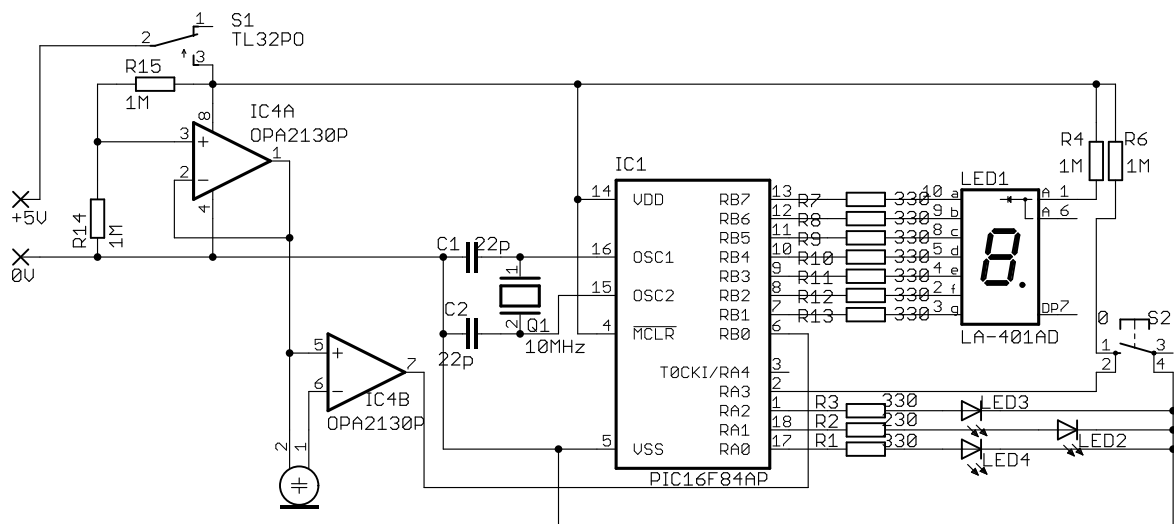 1 S1
2 TL32PO
3
R15
1M
IC4A
8 OPA2130P
3 + 1
2 −
4
+5V
R14 1M
0V
R4 R6
1M 1M
IC1
LED1
14 VDD RB7 13 R7 330 10 a A 1
RB6 12 R8 330 9 b A 6
RB5 11 R9 330 8 c
C1 22p 16 OSC1 RB4 10 R10 330 5 d
1
RB3 9 R11 330 4 e
15 OSC2 RB2 8 R12 330 2 f
C2
RB1 7 R13 330 3 g DP 7
2 Q1
4 MCLR RB0 6
22p 10MHz
LA-401AD
0 S2
1 3
2 4
5 + 7
6 −
IC4B
OPA2130P
T0CKI/RA4 3
RA3 2
RA2 1 R3 330 LED3
RA1 18 R2 230 LED2
5 VSS RA0 17 R1 330 LED4
2 1
PIC16F84AP